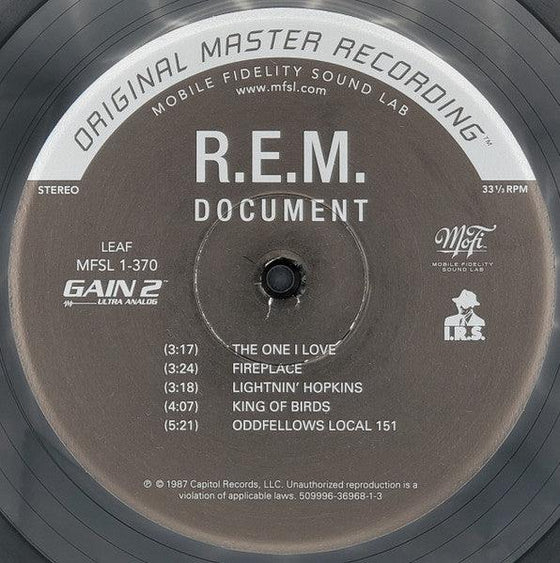 ORIGINAL MASTER RECORDING™
MOBILE FIDELITY SOUND LAB
www.mfsl.com
R.E.M.
STEREO
33 1/3 RPM
DOCUMENT
LEAF
MFSL 1-370
GAIN 2™
ULTRA ANALOG
MoFi
MOBILE FIDELITY
SOUND LAB
I.R.S.
(3:17) THE ONE I LOVE
(3:24) FIREPLACE
(3:18) LIGHTNIN' HOPKINS
(4:07) KING OF BIRDS
(5:21) ODDFELLOWS LOCAL 151
℗ © 1987 Capitol Records, LLC. Unauthorized reproduction is a
violation of applicable laws. 509996-36968-1-3